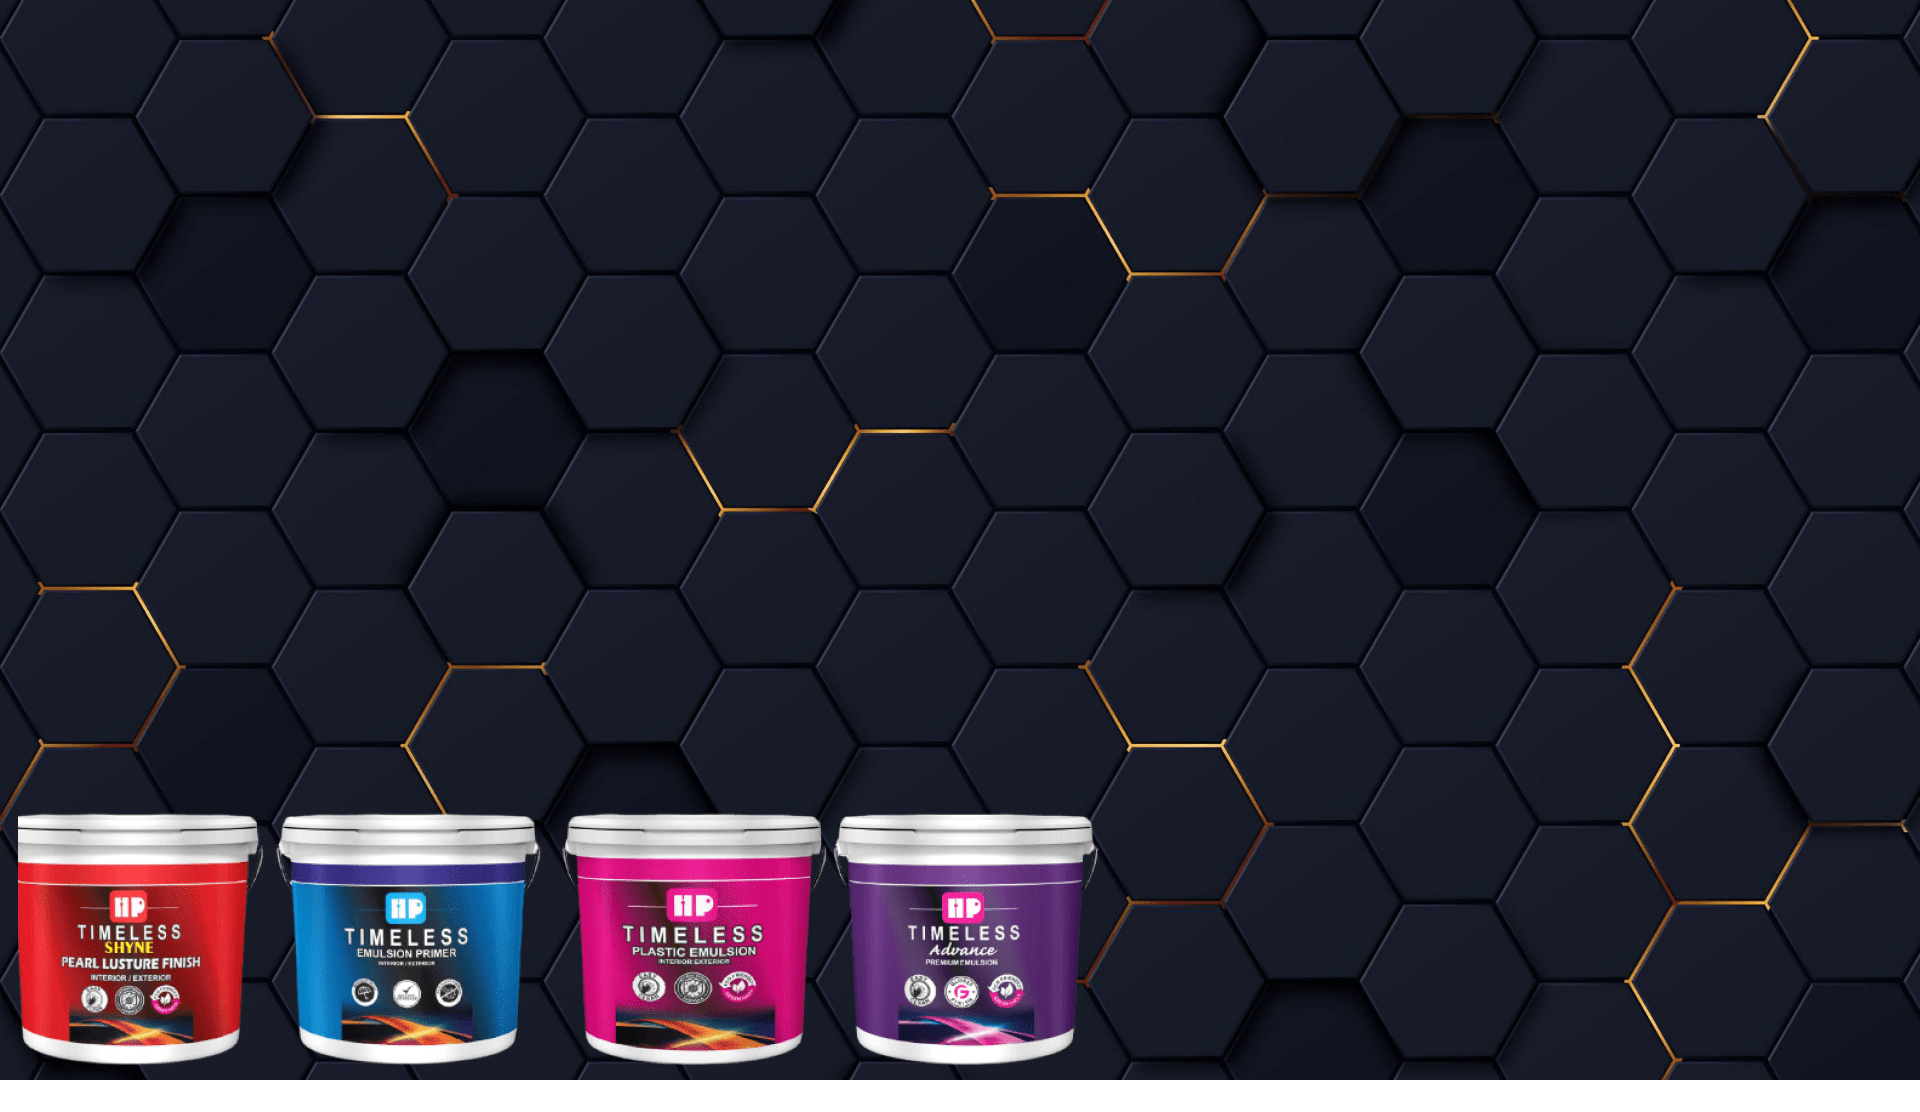 HP
TIMELESS
SHYNE
PEARL LUSTURE FINISH
INTERIOR / EXTERIOR
HP
TIMELESS
EMULSION PRIMER
INTERIOR / EXTERIOR
HP
TIMELESS
PLASTIC EMULSION
INTERIOR EXTERIOR
HP
TIMELESS
Advance
PREMIUM EMULSION